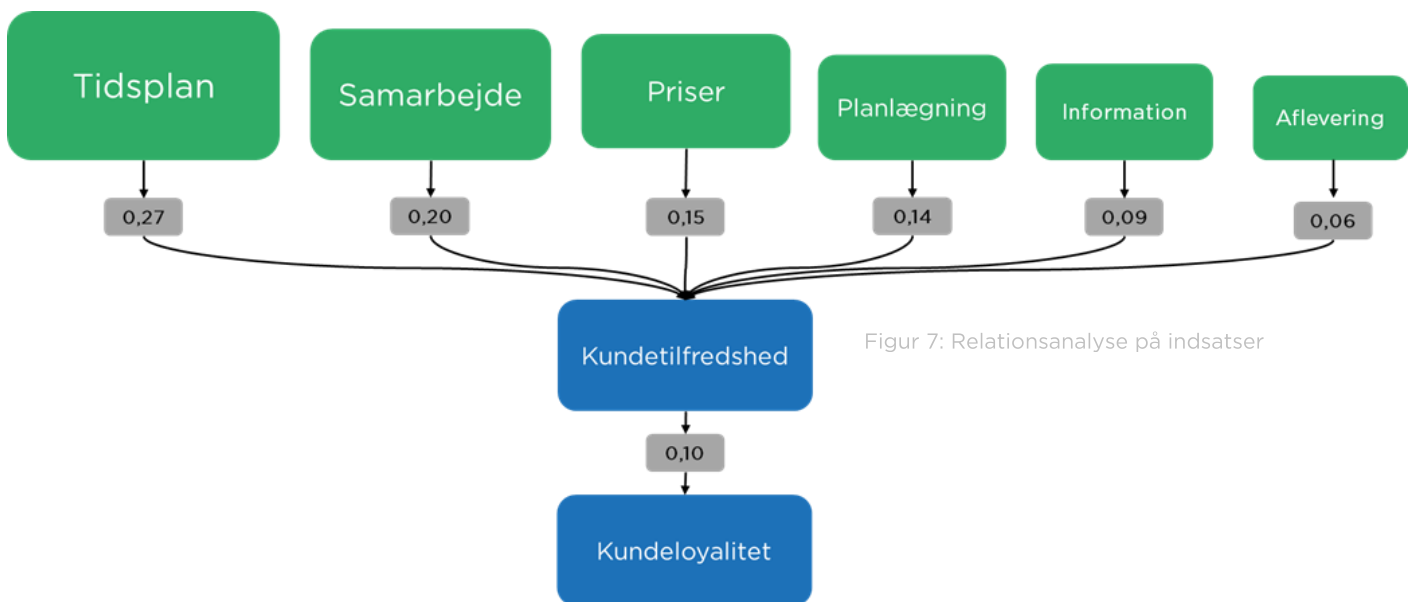 Tidsplan
Samarbejde
Priser
Planlægning
Information
Aflevering
0,27
0,20
0,15
0,14
0,09
0,06
Kundetilfredshed
Figur 7: Relationsanalyse på indsatser
0,10
Kundeloyalitet